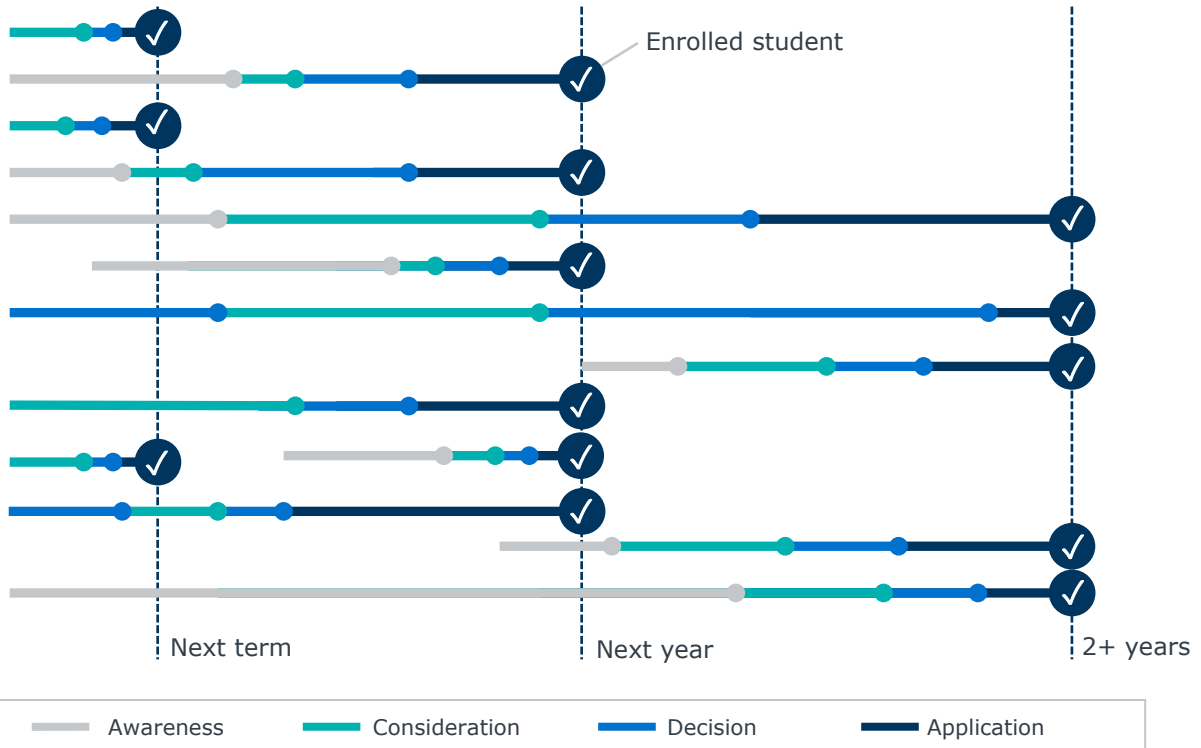 Enrolled student
Next term
Next year
2+ years
Awareness
Consideration
Decision
Application